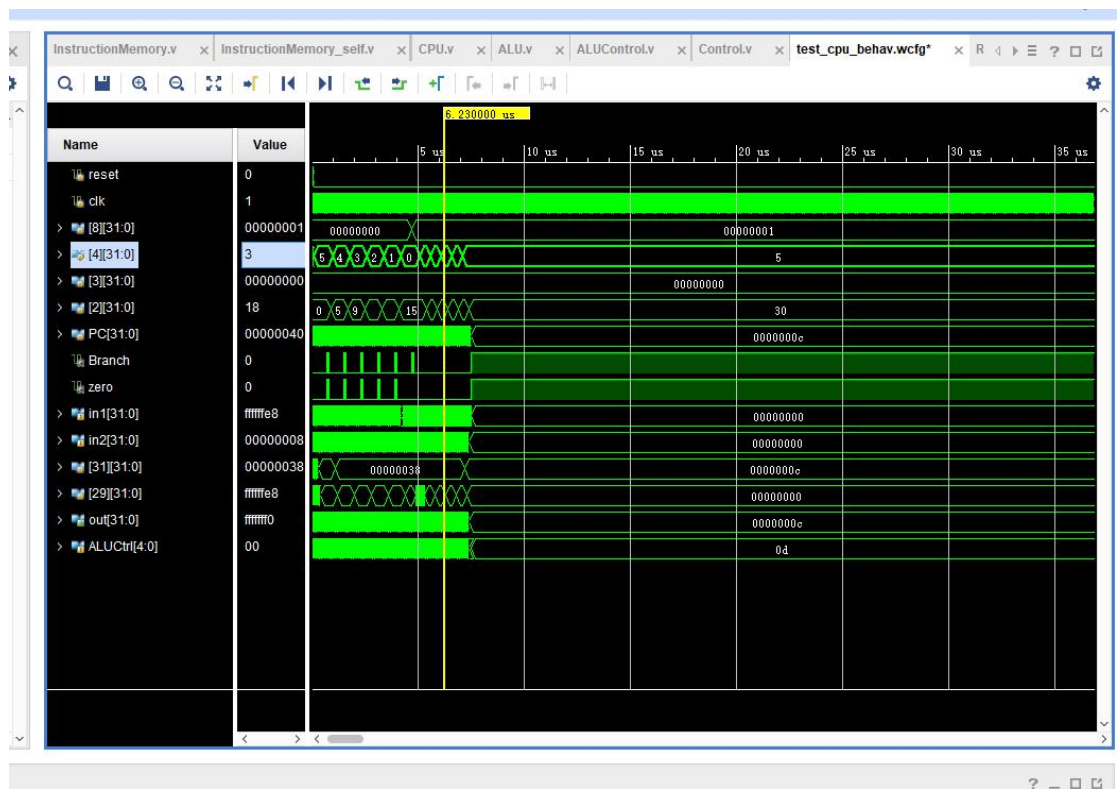 InstructionMemory.v x InstructionMemory_self.v x CPU.v x ALU.v x ALUControl.v x Control.v x test_cpu_behav.wcfg* x R
6.230000 us
Name Value 5 us 10 us 15 us 20 us 25 us 30 us 35 us
reset 0
clk 1
[8][31:0] 00000001 00000000 00000001
[4][31:0] 3 5 4 3 2 1 0 5
[3][31:0] 00000000 00000000
[2][31:0] 18 0 5 9 15 30
PC[31:0] 00000040 0000000c
Branch 0
zero 0
in1[31:0] ffffffe8 00000000
in2[31:0] 00000008 00000000
[31][31:0] 00000038 00000038 0000000c
[29][31:0] ffffffe8 00000000
out[31:0] fffffff0 0000000c
ALUCtrl[4:0] 00 0d